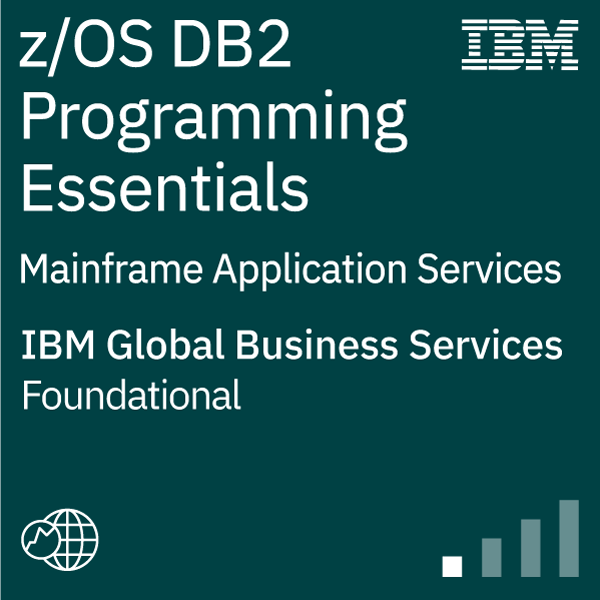 z/OS DB2
IBM
Programming
Essentials
Mainframe Application Services
IBM Global Business Services
Foundational